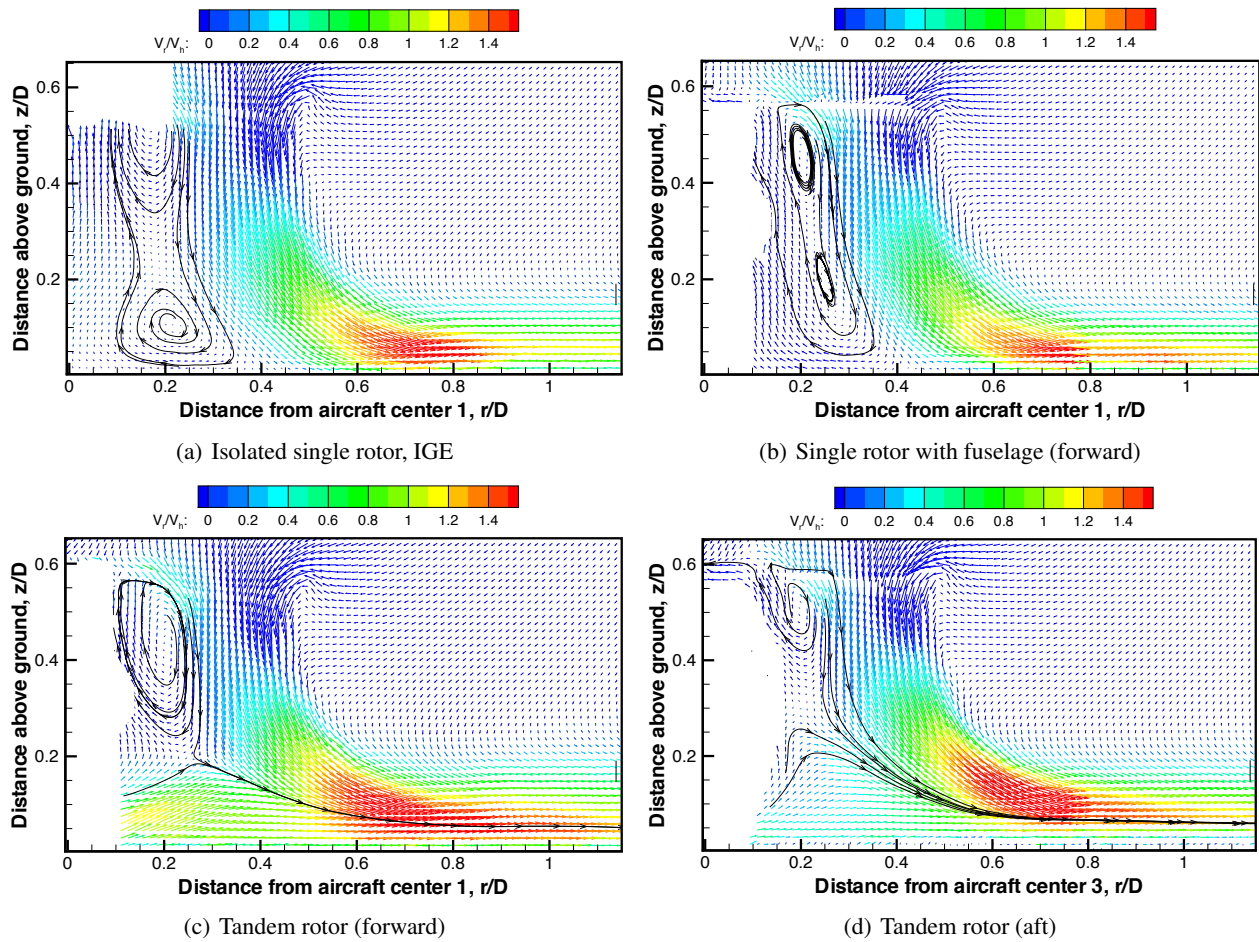 Vr/Vh: 0 0.2 0.4 0.6 0.8 1 1.2 1.4
Distance above ground, z/D
0.6
0.4
0.2
0 0.2 0.4 0.6 0.8 1
Distance from aircraft center 1, r/D
(a) Isolated single rotor, IGE
Vr/Vh: 0 0.2 0.4 0.6 0.8 1 1.2 1.4
Distance above ground, z/D
0.6
0.4
0.2
0 0.2 0.4 0.6 0.8 1
Distance from aircraft center 1, r/D
(b) Single rotor with fuselage (forward)
Vr/Vh: 0 0.2 0.4 0.6 0.8 1 1.2 1.4
Distance above ground, z/D
0.6
0.4
0.2
0 0.2 0.4 0.6 0.8 1
Distance from aircraft center 1, r/D
(c) Tandem rotor (forward)
Vr/Vh: 0 0.2 0.4 0.6 0.8 1 1.2 1.4
Distance above ground, z/D
0.6
0.4
0.2
0 0.2 0.4 0.6 0.8 1
Distance from aircraft center 3, r/D
(d) Tandem rotor (aft)